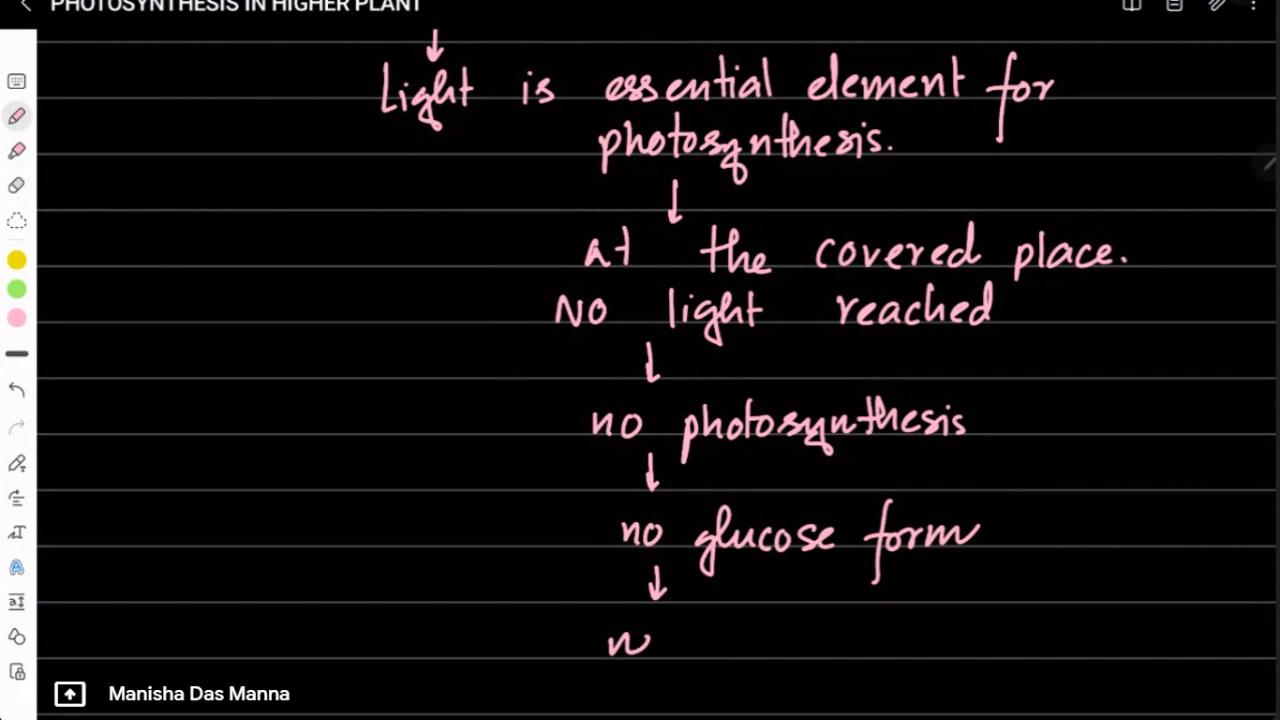 PHOTOSYNTHESIS IN HIGHER PLANT
Light is essential element for
photosynthesis.
at the covered place.
NO light reached
no photosynthesis
no glucose form
n
Manisha Das Manna